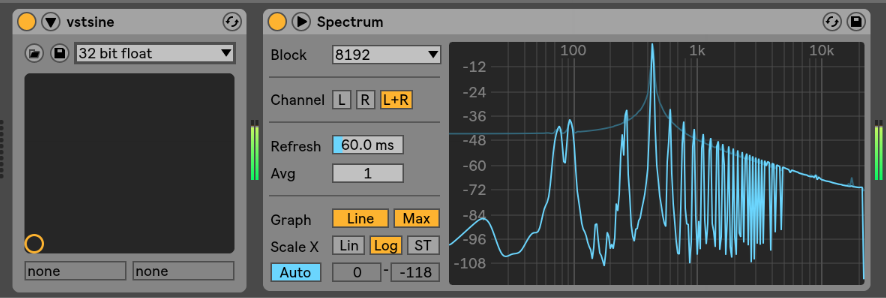 vstsine
32 bit float
none
none
Spectrum
Block 8192
Channel L R L+R
Refresh 60.0 ms
Avg 1
Graph Line Max
Scale X Lin Log ST
Auto 0 - -118
100 1k 10k
-12
-24
-36
-48
-60
-72
-84
-96
-108